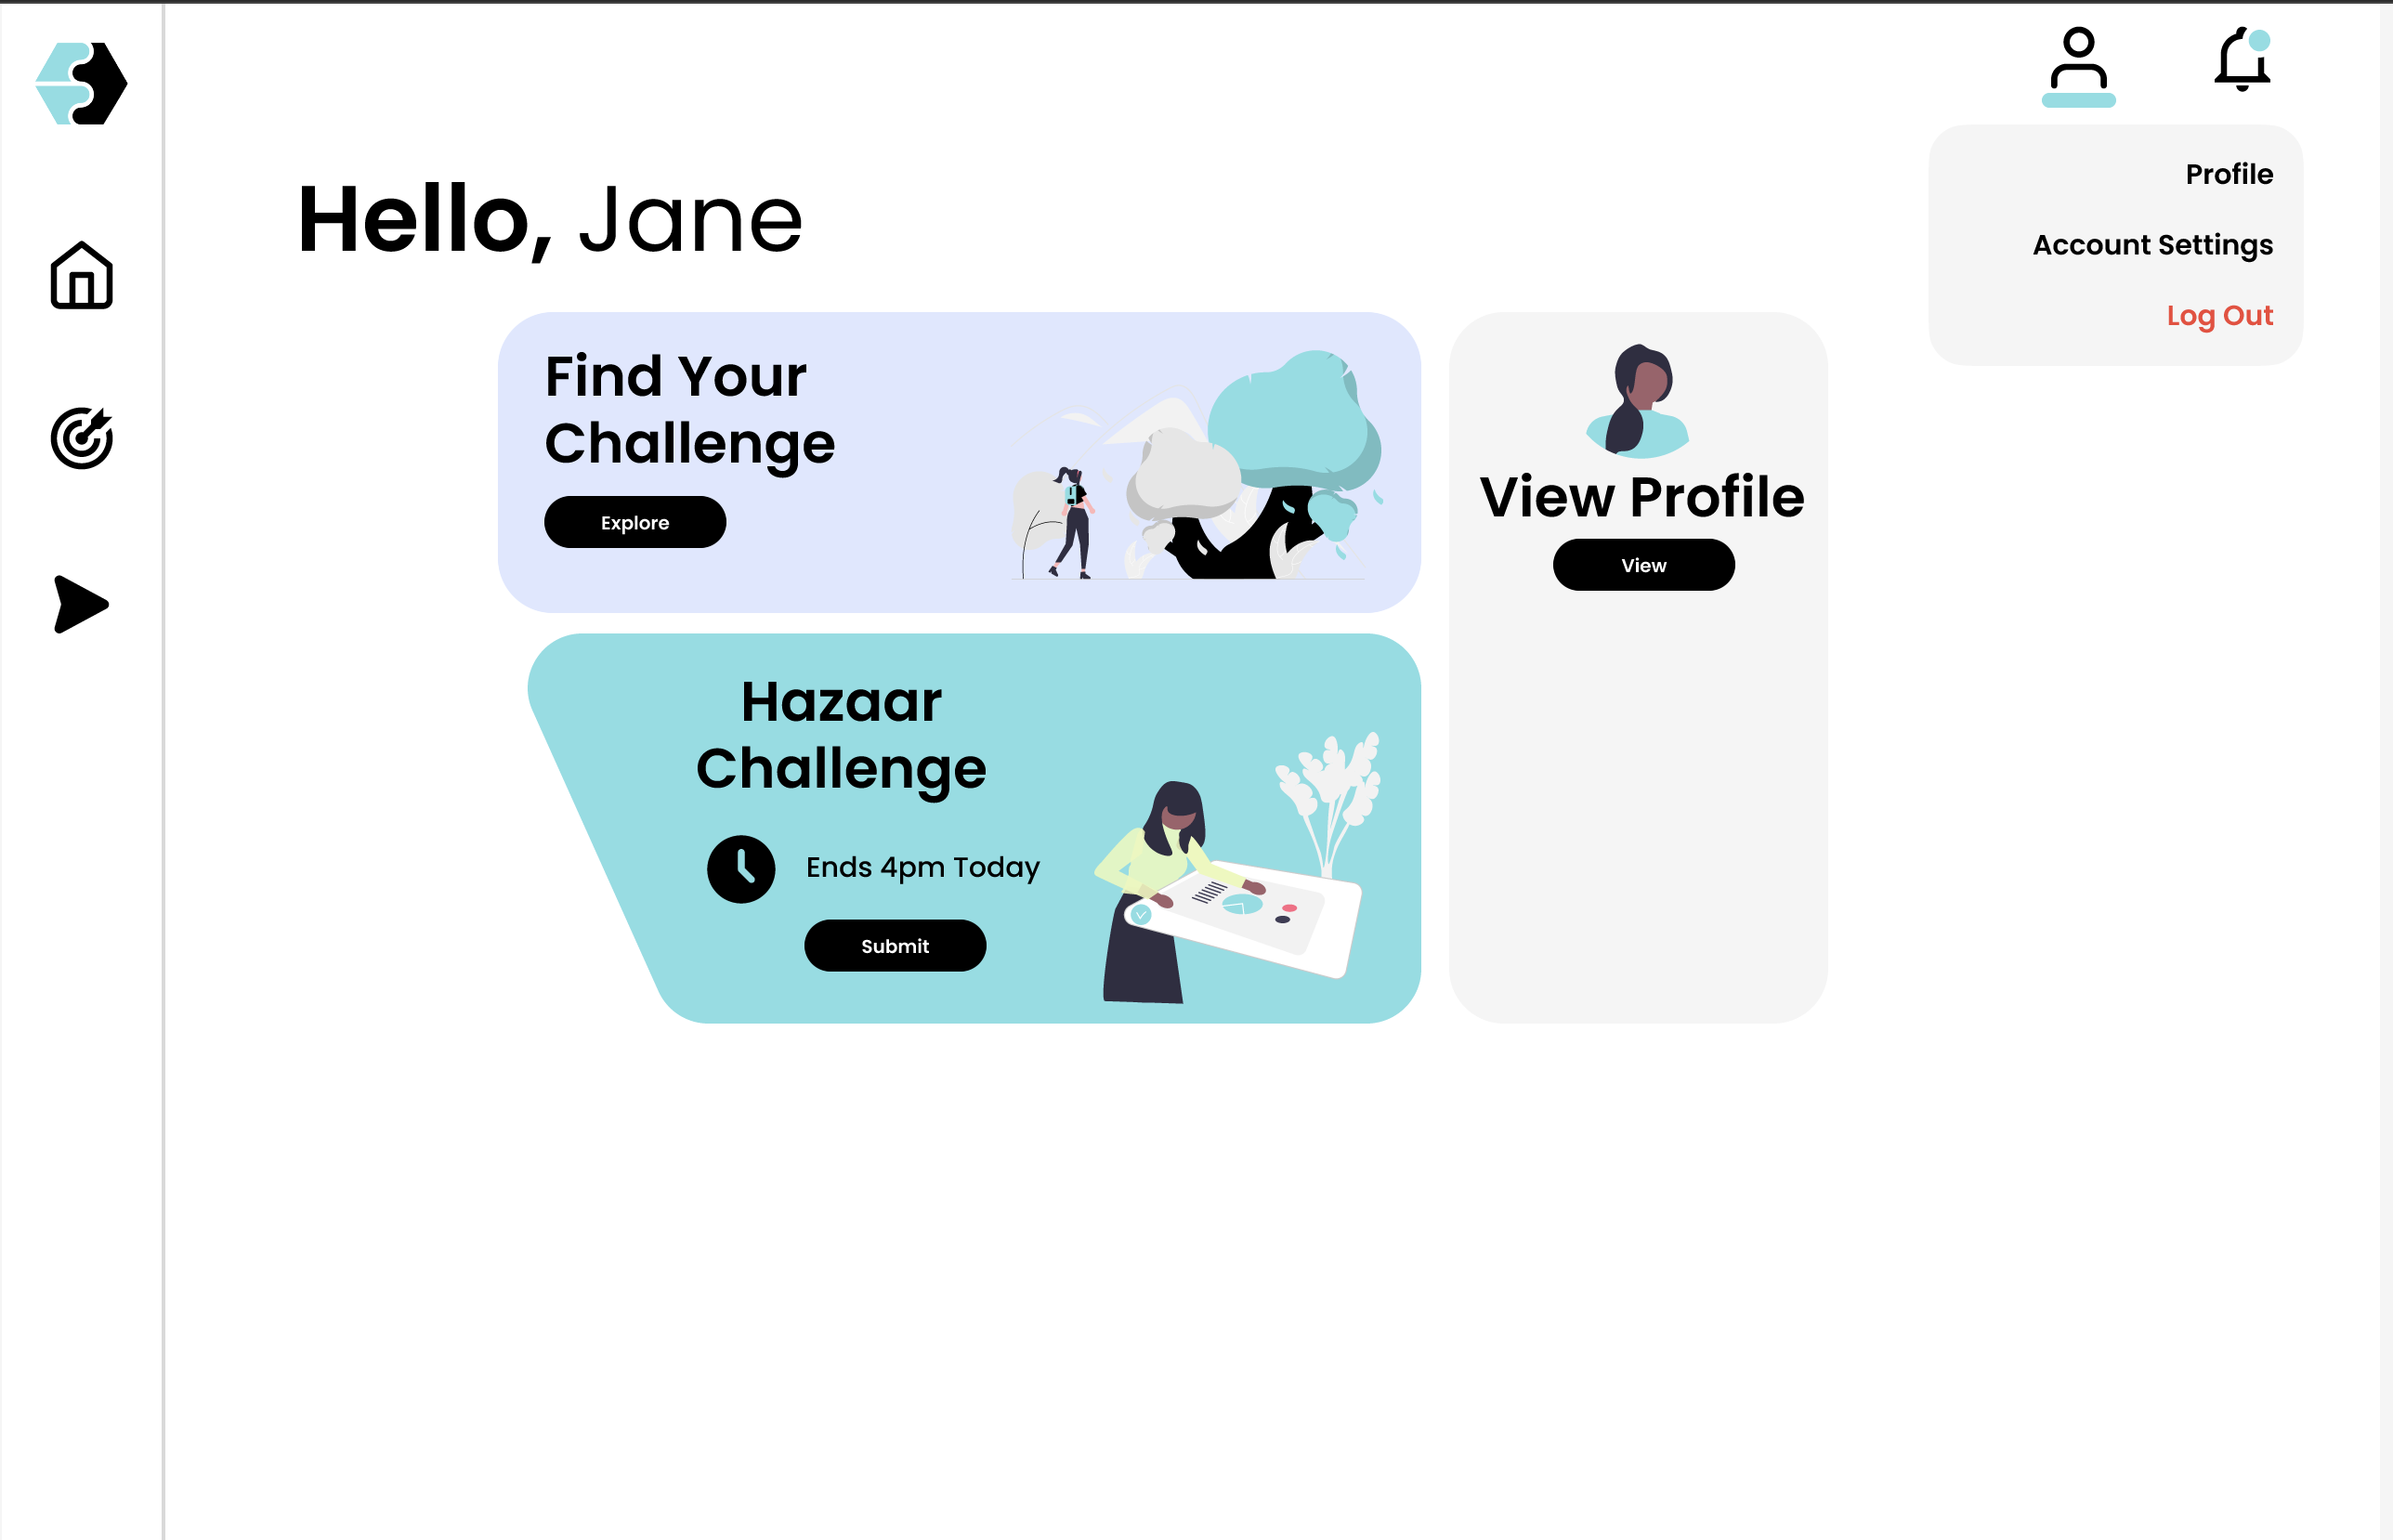 Profile
Account Settings
Log Out
Hello, Jane
Find Your
Challenge
Explore
View Profile
View
Hazaar
Challenge
Ends 4pm Today
Submit